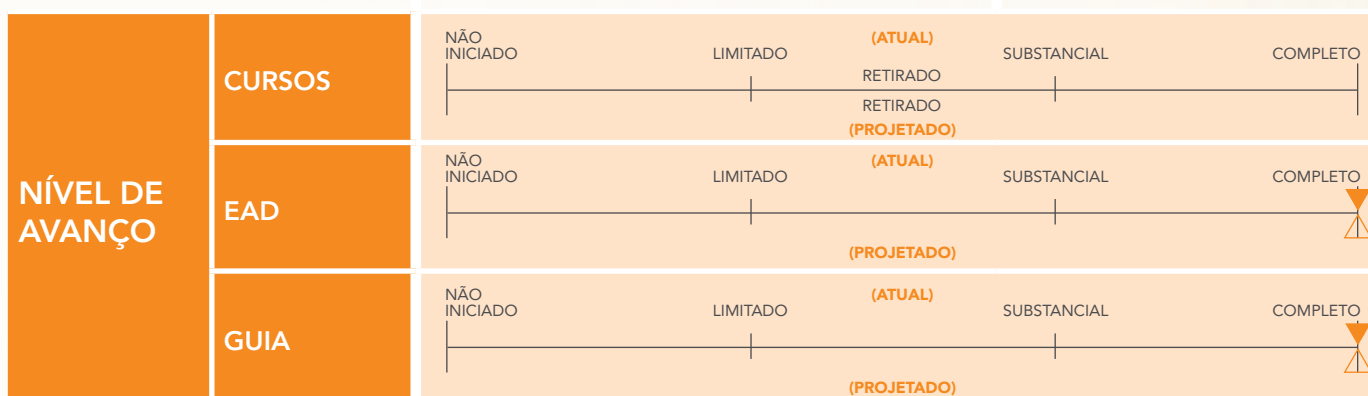 NÍVEL DE
AVANÇO
CURSOS
NÃO
INICIADO
LIMITADO
(ATUAL)
SUBSTANCIAL
COMPLETO
RETIRADO
RETIRADO
(PROJETADO)
EAD
NÃO
INICIADO
LIMITADO
(ATUAL)
SUBSTANCIAL
COMPLETO
(PROJETADO)
GUIA
NÃO
INICIADO
LIMITADO
(ATUAL)
SUBSTANCIAL
COMPLETO
(PROJETADO)